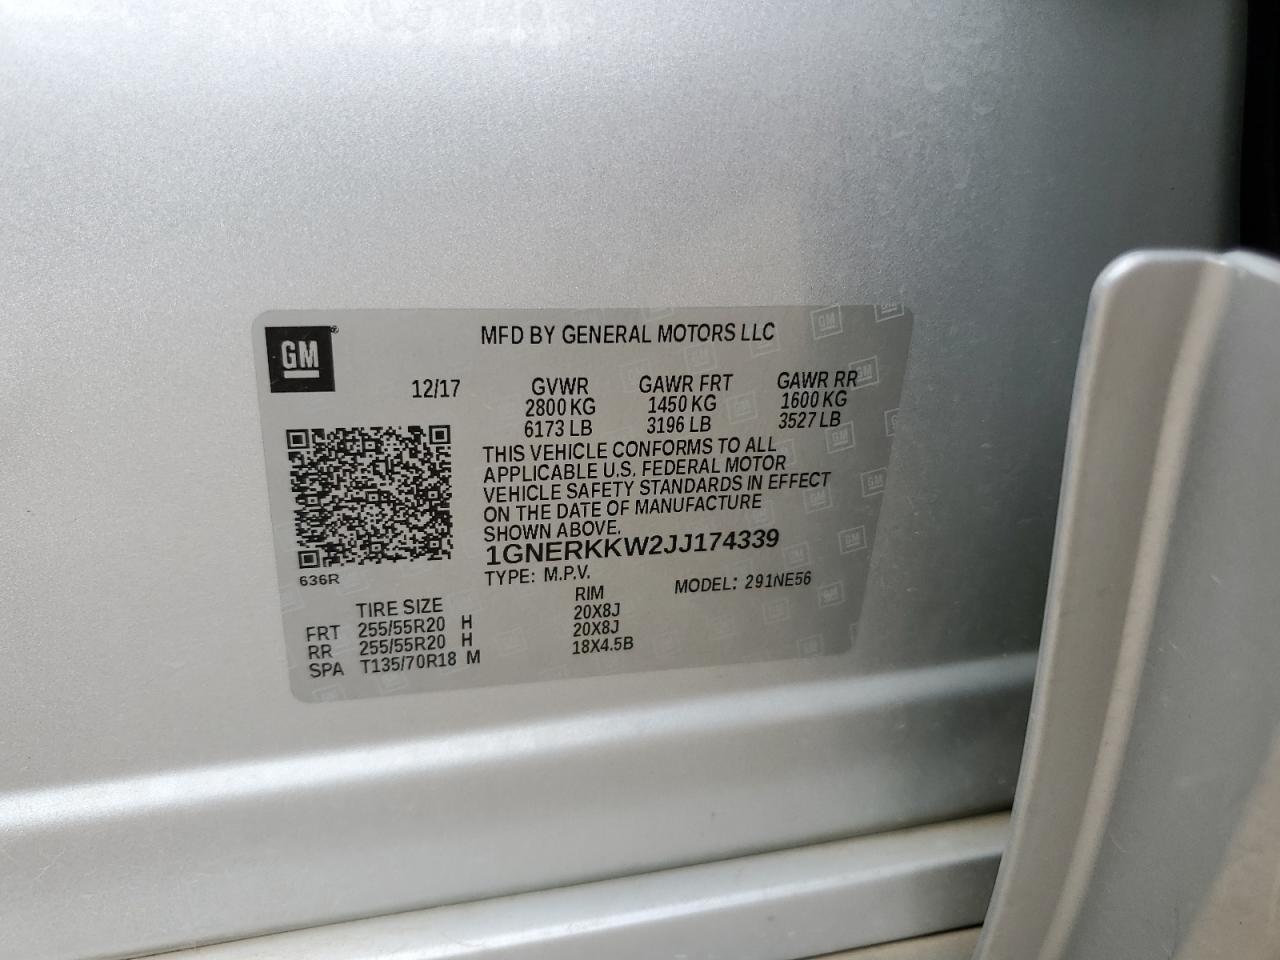 GM
MFD BY GENERAL MOTORS LLC
12/17 GVWR GAWR FRT GAWR RR
2800 KG 1450 KG 1600 KG
6173 LB 3196 LB 3527 LB
THIS VEHICLE CONFORMS TO ALL
APPLICABLE U.S. FEDERAL MOTOR
VEHICLE SAFETY STANDARDS IN EFFECT
ON THE DATE OF MANUFACTURE
SHOWN ABOVE.
1GNERKKW2JJ174339
636R
TYPE: M.P.V. MODEL: 291NE56
TIRE SIZE RIM
FRT 255/55R20 H 20X8J
RR 255/55R20 H 20X8J
SPA T135/70R18 M 18X4.5B